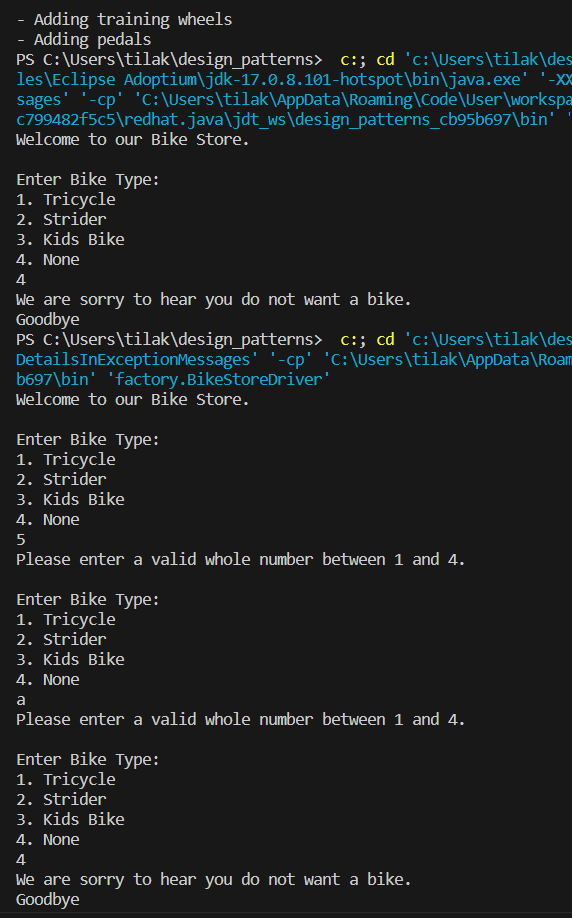 - Adding training wheels
- Adding pedals
PS C:\Users\tilak\design_patterns>  c:; cd 'c:\Users\tilak\des
les\Eclipse Adoptium\jdk-17.0.8.101-hotspot\bin\java.exe' '-XX
sages' '-cp' 'C:\Users\tilak\AppData\Roaming\Code\User\workspa
c799482f5c5\redhat.java\jdt_ws\design_patterns_cb95b697\bin' '
Welcome to our Bike Store.

Enter Bike Type:
1. Tricycle
2. Strider
3. Kids Bike
4. None
4
We are sorry to hear you do not want a bike.
Goodbye
PS C:\Users\tilak\design_patterns>  c:; cd 'c:\Users\tilak\des
DetailsInExceptionMessages' '-cp' 'C:\Users\tilak\AppData\Roam
b697\bin' 'factory.BikeStoreDriver'
Welcome to our Bike Store.

Enter Bike Type:
1. Tricycle
2. Strider
3. Kids Bike
4. None
5
Please enter a valid whole number between 1 and 4.

Enter Bike Type:
1. Tricycle
2. Strider
3. Kids Bike
4. None
a
Please enter a valid whole number between 1 and 4.

Enter Bike Type:
1. Tricycle
2. Strider
3. Kids Bike
4. None
4
We are sorry to hear you do not want a bike.
Goodbye